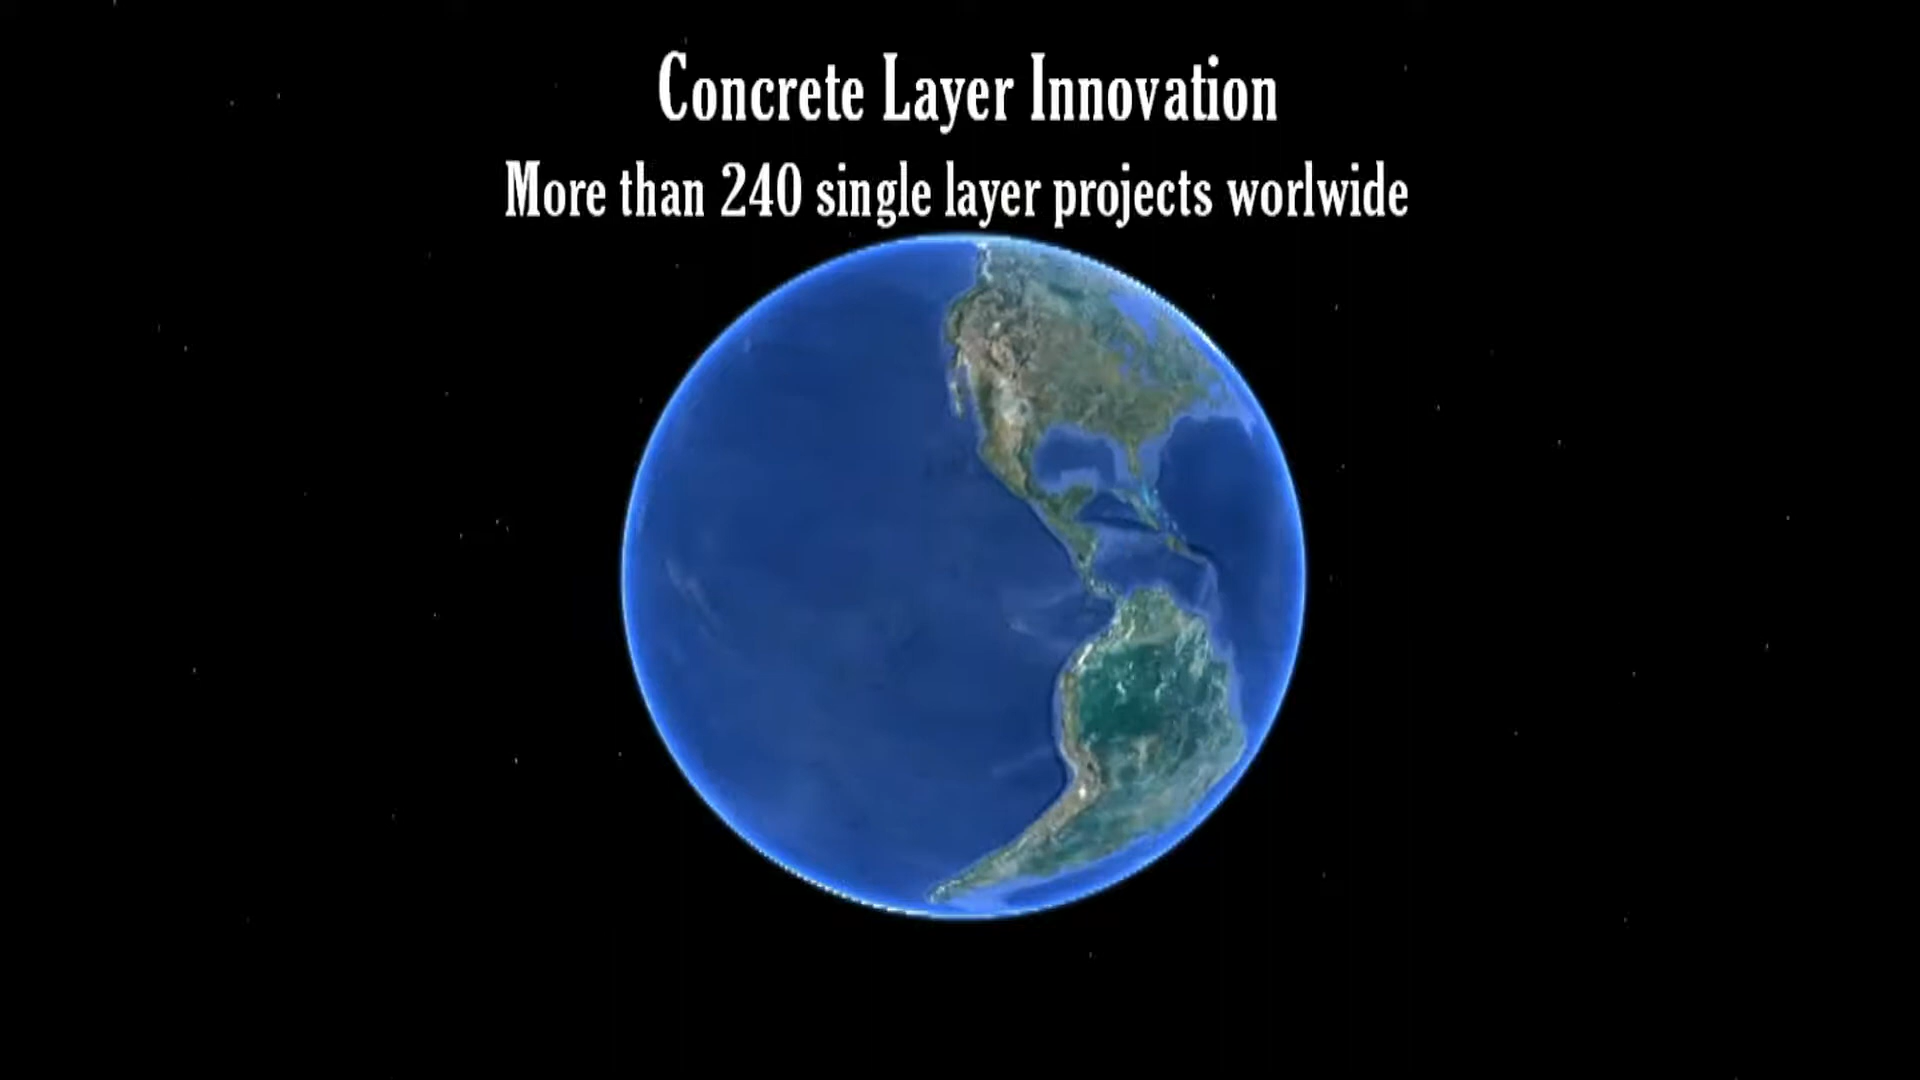 Concrete Layer Innovation
More than 240 single layer projects worlwide